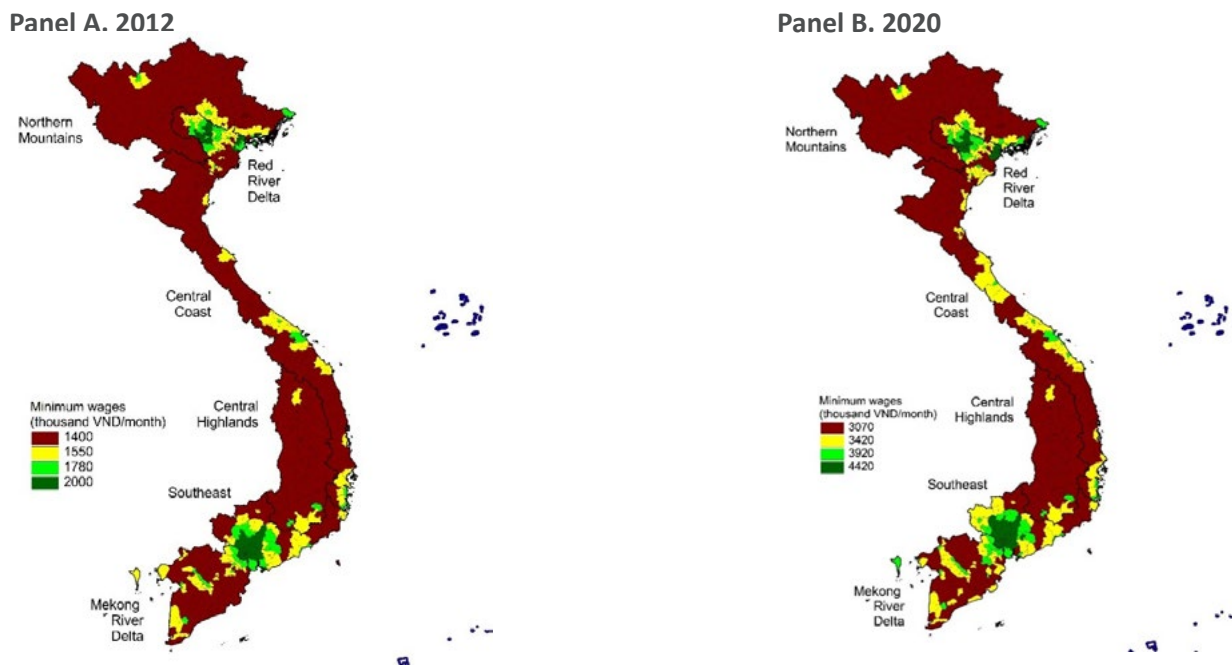 Panel A. 2012
Northern
Mountains
Red
River
Delta
Central
Coast
Minimum wages
(thousand VND/month)
1400
1550
1780
2000
Central
Highlands
Southeast
Mekong
River
Delta
Panel B. 2020
Northern
Mountains
Red
River
Delta
Central
Coast
Minimum wages
(thousand VND/month)
3070
3420
3920
4420
Central
Highlands
Southeast
Mekong
River
Delta